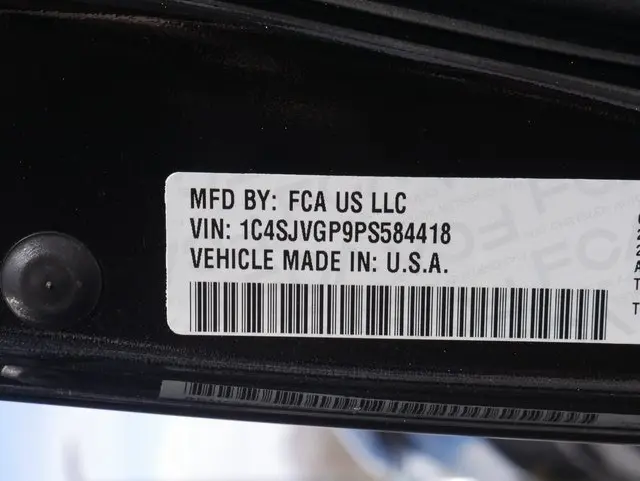 MFD BY: FCA US LLC
VIN: 1C4SJVGP9PS584418
VEHICLE MADE IN: U.S.A.